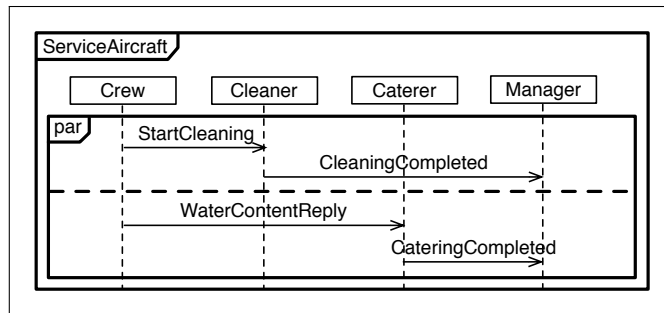 ServiceAircraft
Crew Cleaner Caterer Manager
par
StartCleaning
CleaningCompleted
WaterContentReply
CateringCompleted